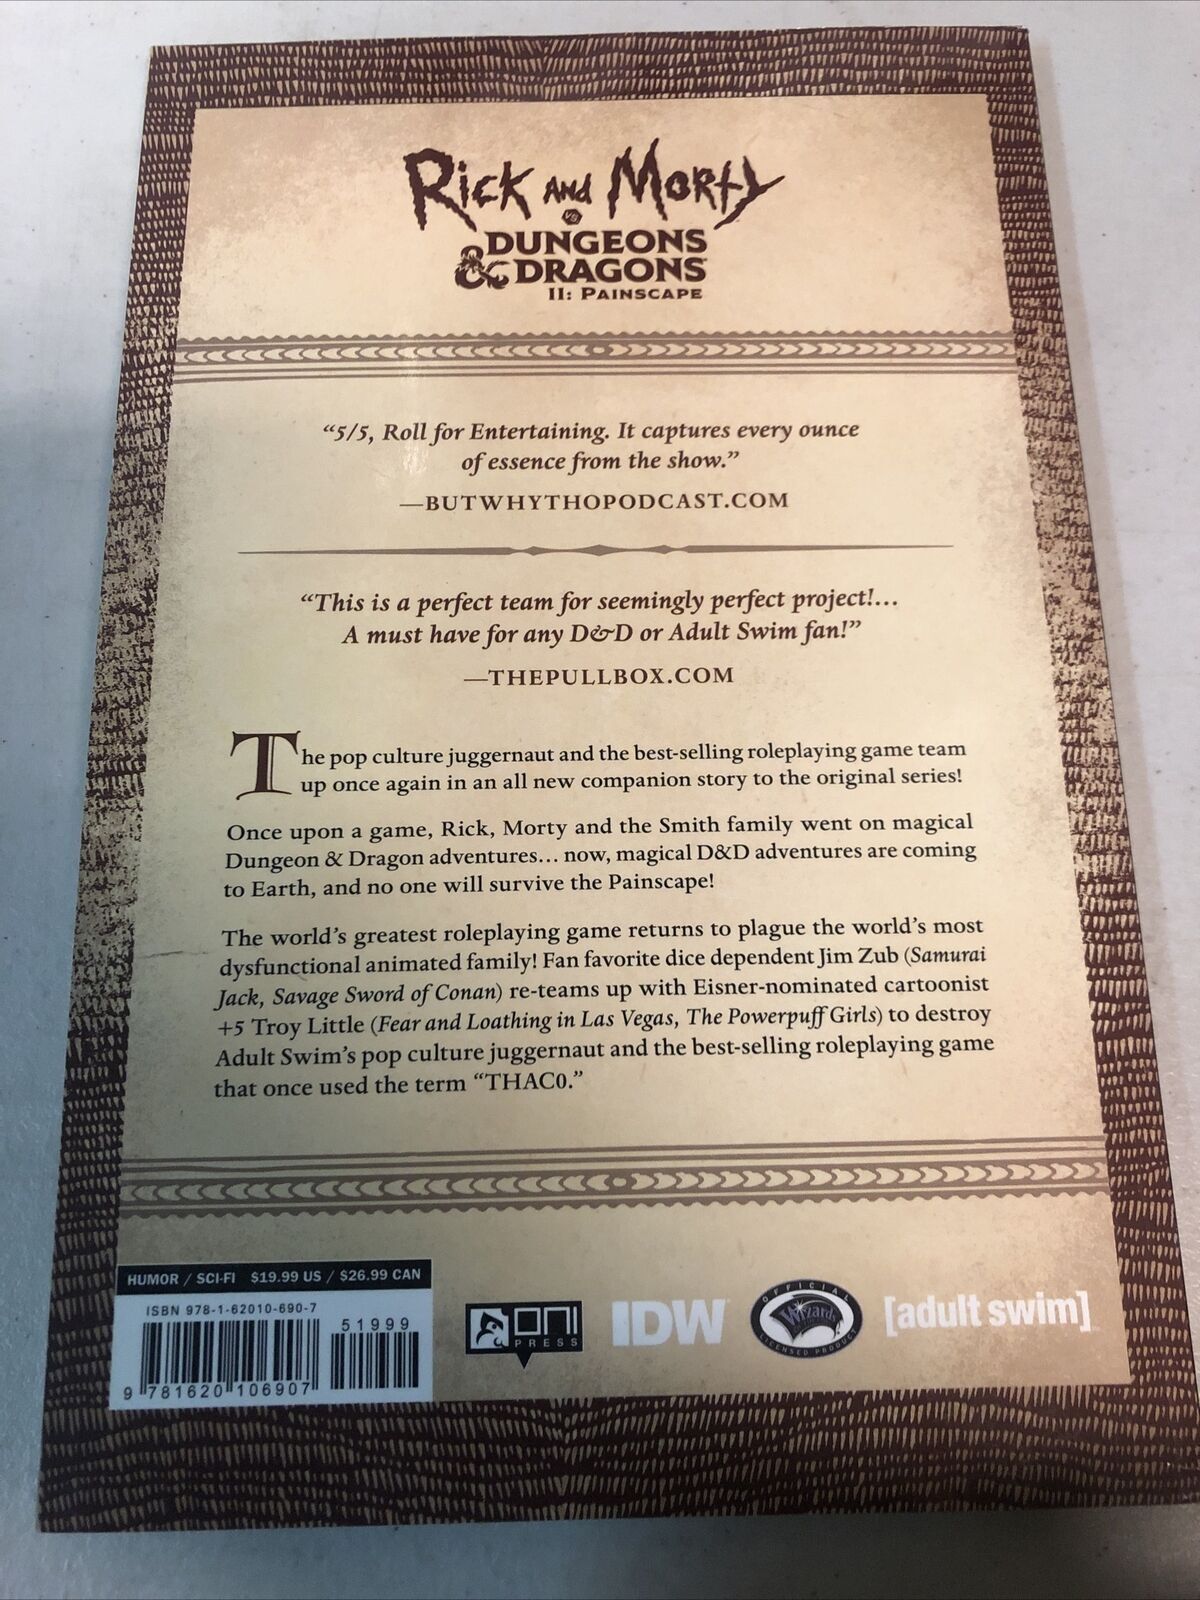 Rick and Morty
VS
DUNGEONS
& DRAGONS
II: PAINSCAPE
“5/5, Roll for Entertaining. It captures every ounce
of essence from the show.”
—BUTWHYTHOPODCAST.COM
“This is a perfect team for seemingly perfect project!...
A must have for any D&D or Adult Swim fan!”
—THEPULLBOX.COM
The pop culture juggernaut and the best-selling roleplaying game team
up once again in an all new companion story to the original series!
Once upon a game, Rick, Morty and the Smith family went on magical
Dungeon & Dragon adventures... now, magical D&D adventures are coming
to Earth, and no one will survive the Painscape!
The world’s greatest roleplaying game returns to plague the world’s most
dysfunctional animated family! Fan favorite dice dependent Jim Zub (Samurai
Jack, Savage Sword of Conan) re-teams up with Eisner-nominated cartoonist
+5 Troy Little (Fear and Loathing in Las Vegas, The Powerpuff Girls) to destroy
Adult Swim’s pop culture juggernaut and the best-selling roleplaying game
that once used the term “THAC0.”
HUMOR / SCI-FI $19.99 US / $26.99 CAN
ISBN 978-1-62010-690-7
51999
9 781620 106907
ONI
PRESS
IDW
OFFICIAL
Wizards
LICENSED PRODUCT
[adult swim]